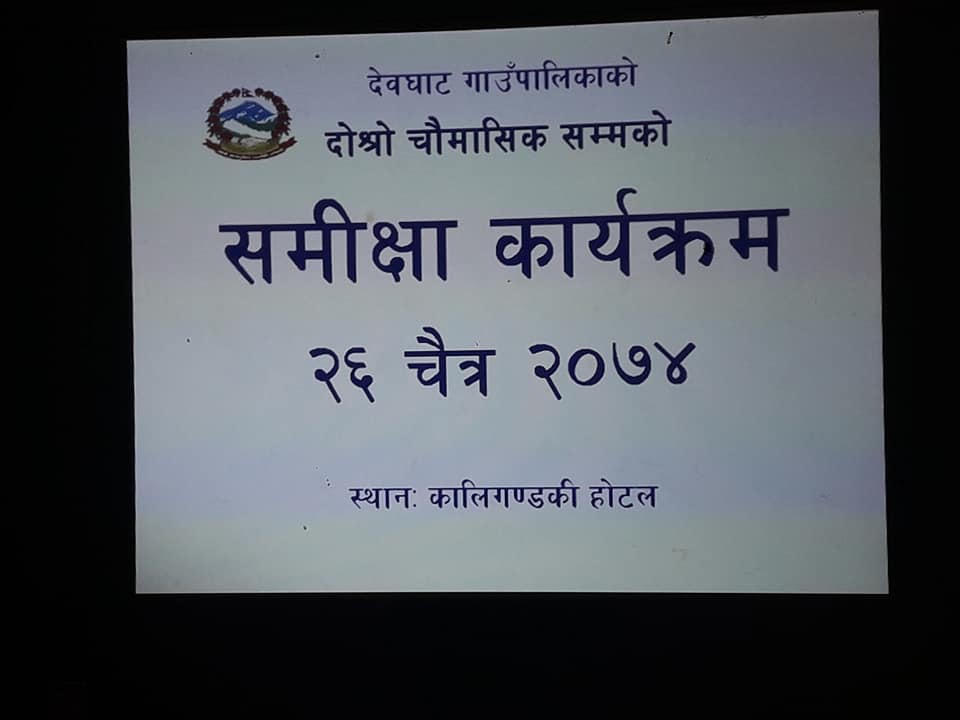 देवघाट गाउँपालिकाको
दोश्रो चौमासिक सम्मको
समीक्षा कार्यक्रम
२६ चैत्र २०७४
स्थान: कालिगण्डकी होटल